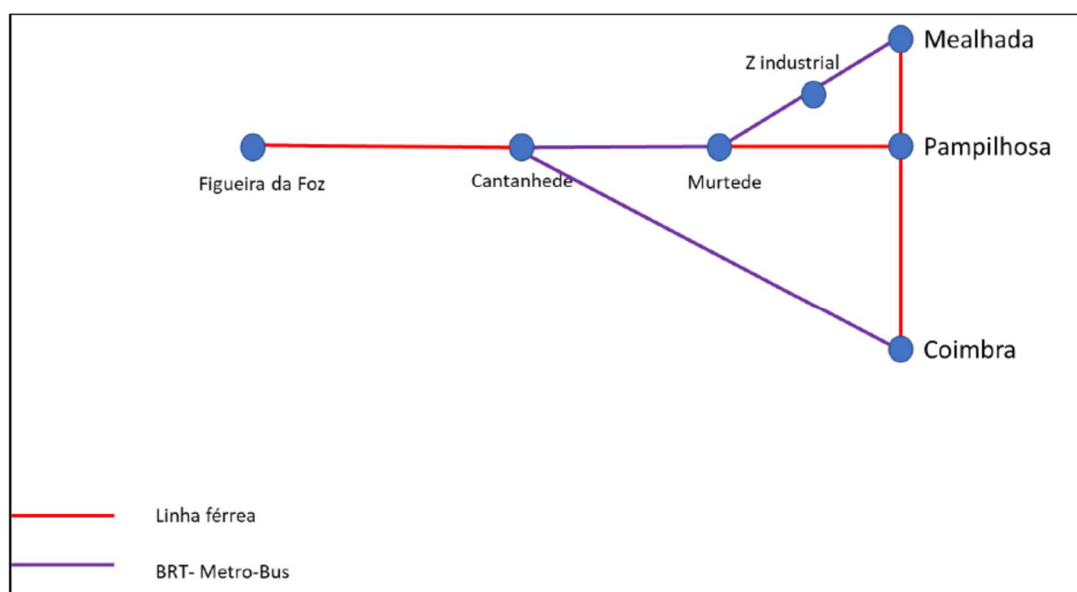 Mealhada
Z industrial
Pampilhosa
Figueira da Foz
Cantanhede
Murtede
Coimbra
Linha férrea
BRT- Metro-Bus